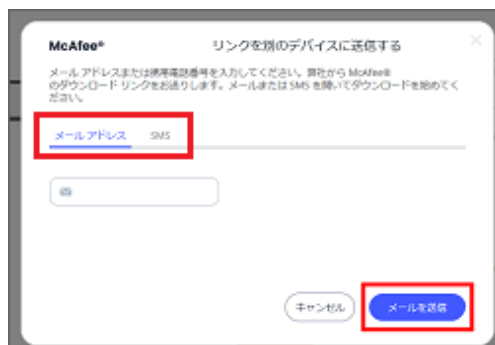 McAfee® リンクを別のデバイスに送信する
メール アドレスまたは携帯電話番号を入力してください。弊社から McAfee®
のダウンロード リンクをお送りします。メールまたは SMS を開いてダウンロードを始めてく
ださい。
メール アドレス SMS
キャンセル メールを送信